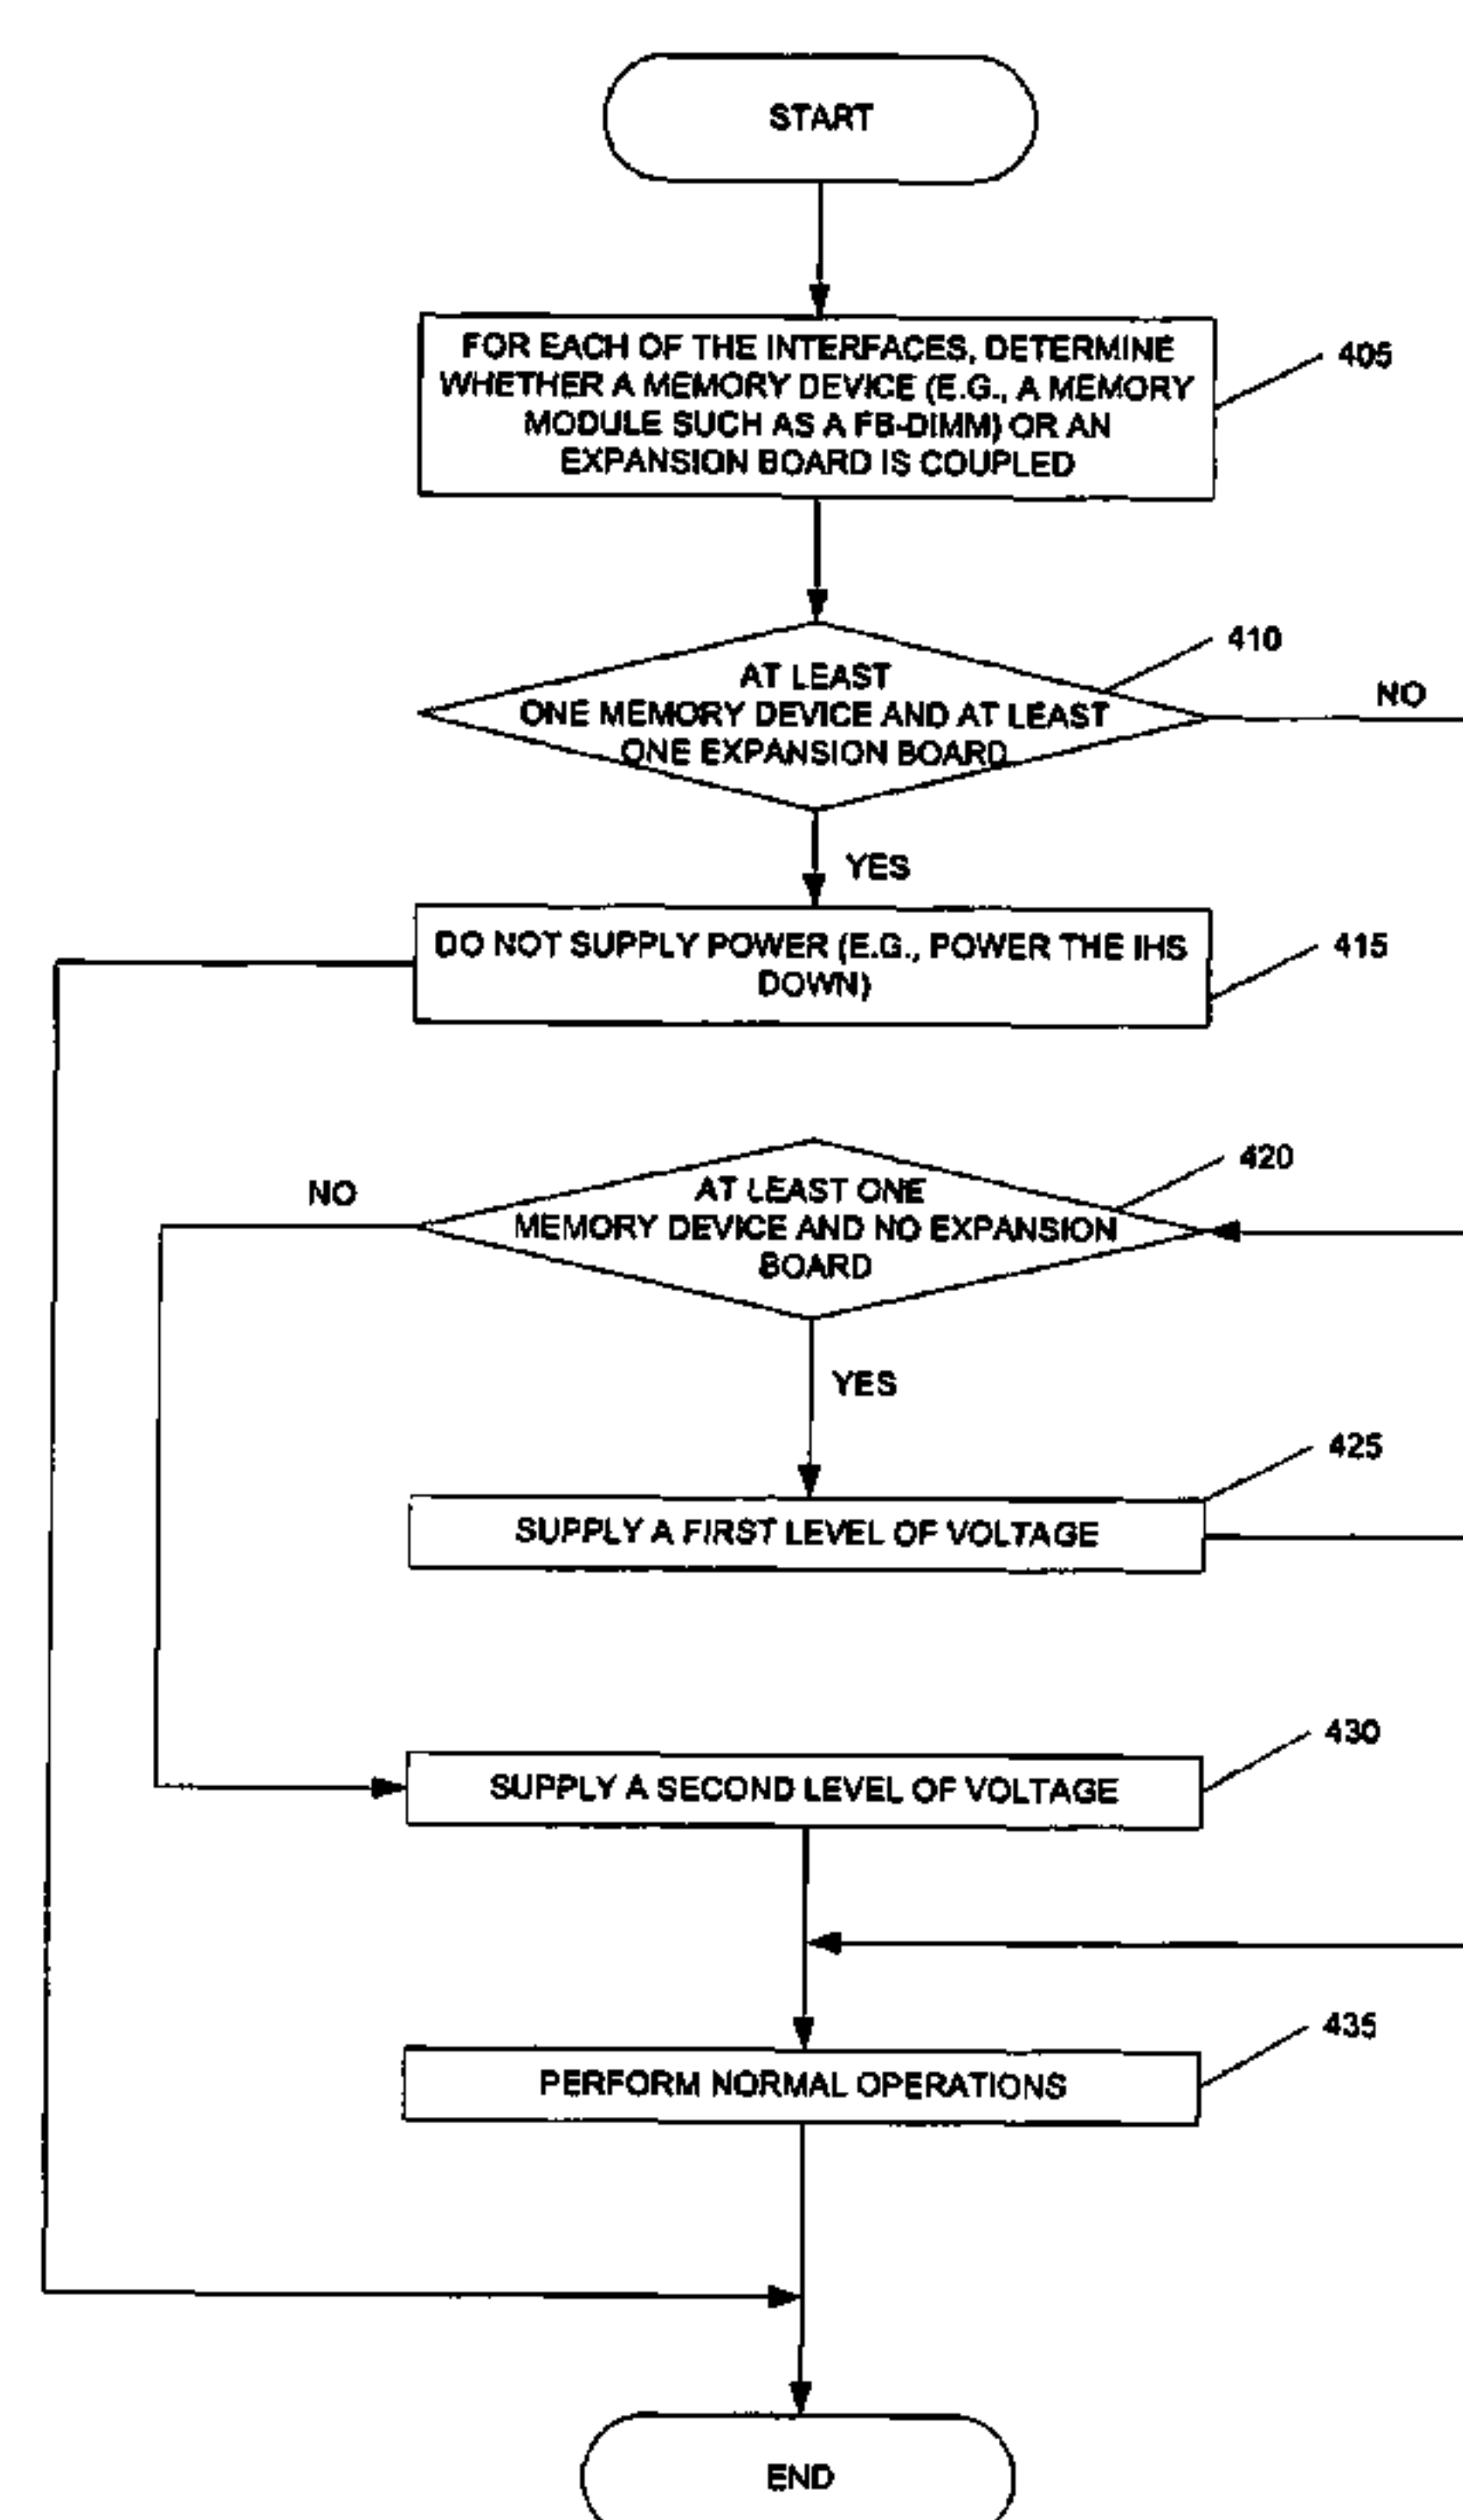 START
FOR EACH OF THE INTERFACES, DETERMINE
WHETHER A MEMORY DEVICE (E.G., A MEMORY
MODULE SUCH AS A FB-DIMM) OR AN
EXPANSION BOARD IS COUPLED
405
410
AT LEAST
ONE MEMORY DEVICE AND AT LEAST
ONE EXPANSION BOARD
NO
YES
DO NOT SUPPLY POWER (E.G., POWER THE IHS
DOWN)
415
420
NO
AT LEAST ONE
MEMORY DEVICE AND NO EXPANSION
BOARD
YES
425
SUPPLY A FIRST LEVEL OF VOLTAGE
430
SUPPLY A SECOND LEVEL OF VOLTAGE
435
PERFORM NORMAL OPERATIONS
END